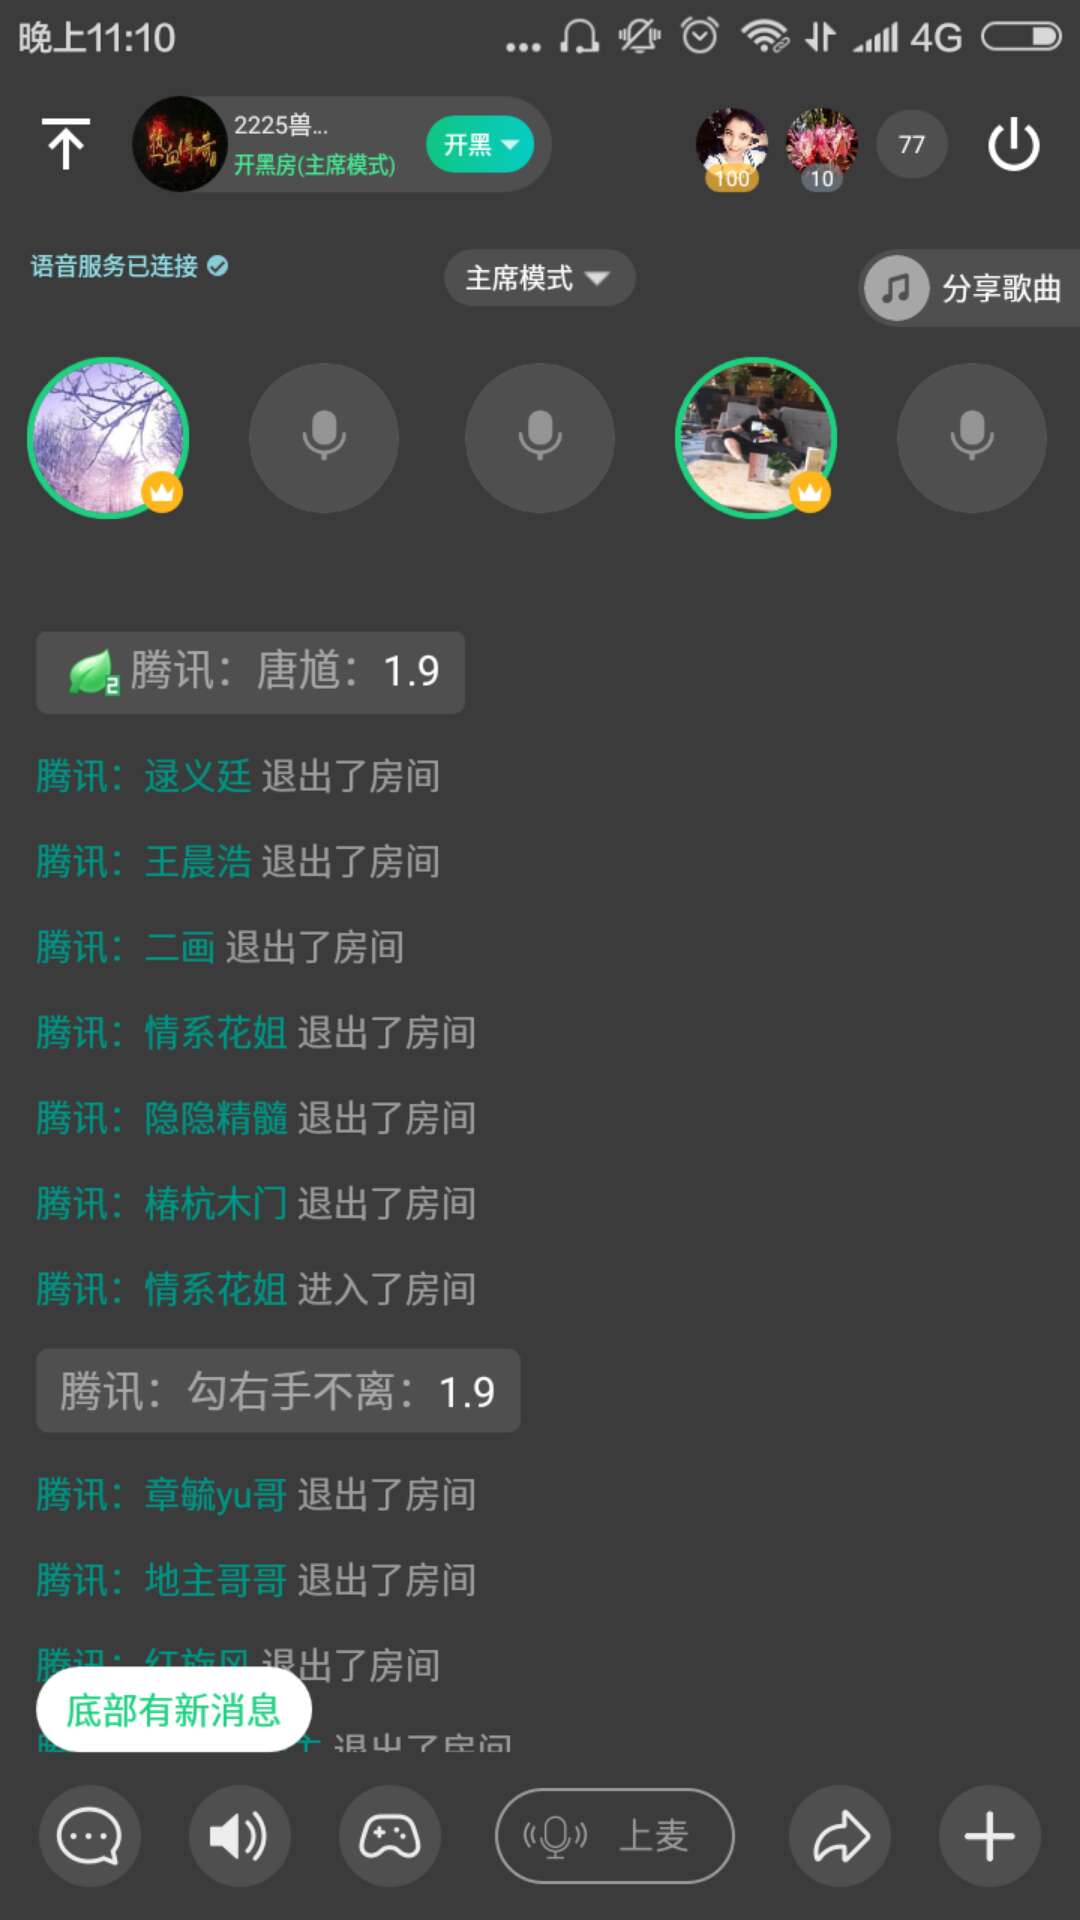 晚上11:10
4G
热血传奇
2225兽...
开黑房(主席模式)
开黑
100
10
77
语音服务已连接
主席模式
分享歌曲
2
腾讯：唐馗：1.9
腾讯：逯义廷 退出了房间
腾讯：王晨浩 退出了房间
腾讯：二画 退出了房间
腾讯：情系花姐 退出了房间
腾讯：隐隐精髓 退出了房间
腾讯：椿杭木门 退出了房间
腾讯：情系花姐 进入了房间
腾讯：勾右手不离：1.9
腾讯：章毓yu哥 退出了房间
腾讯：地主哥哥 退出了房间
腾讯：红旋风 退出了房间
底部有新消息
退出了房间
上麦